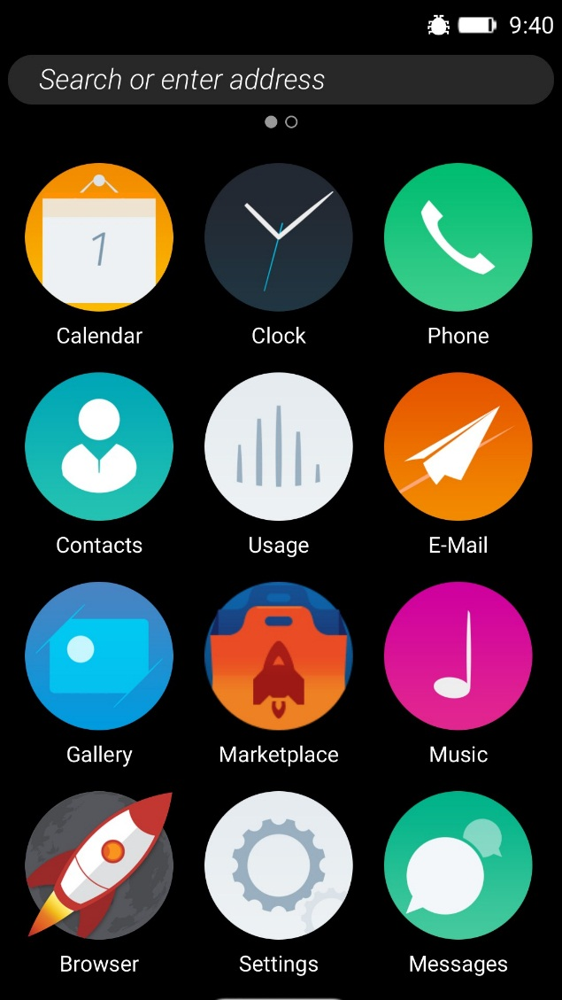 9:40
Search or enter address
1
Calendar
Clock
Phone
Contacts
Usage
E-Mail
Gallery
Marketplace
Music
Browser
Settings
Messages